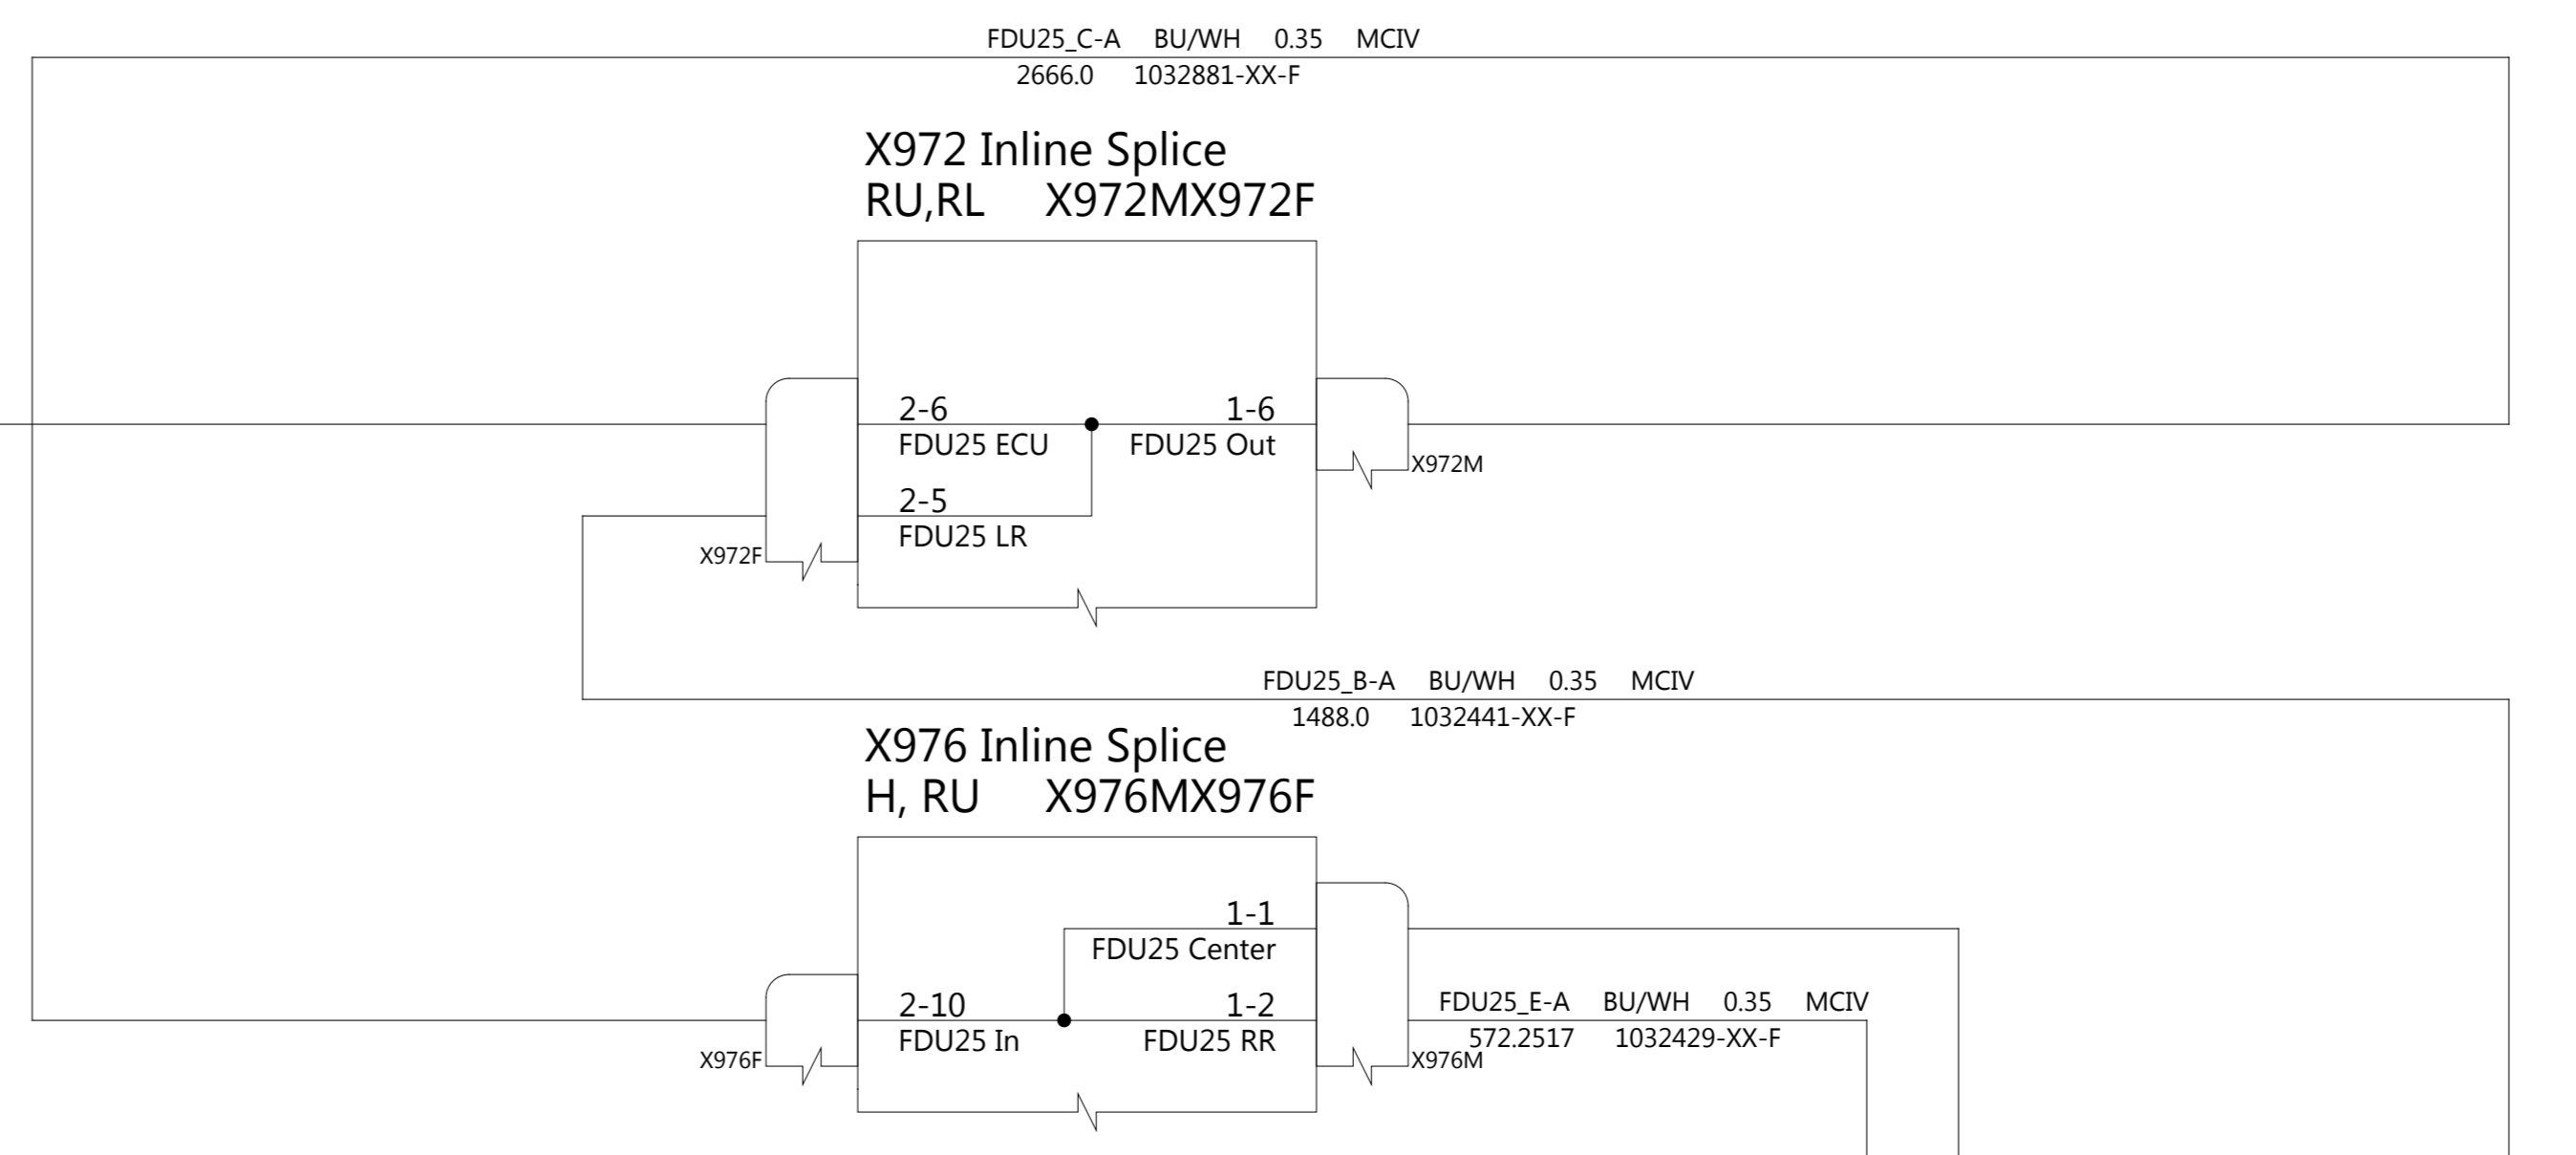 FDU25_C-A BU/WH 0.35 MCIV
2666.0 1032881-XX-F
X972 Inline Splice
RU,RL X972MX972F
2-6 1-6
FDU25 ECU FDU25 Out
X972M
2-5
FDU25 LR
X972F
FDU25_B-A BU/WH 0.35 MCIV
1488.0 1032441-XX-F
X976 Inline Splice
H, RU X976MX976F
1-1
FDU25 Center
2-10 1-2 FDU25_E-A BU/WH 0.35 MCIV
FDU25 In FDU25 RR 572.2517 1032429-XX-F
X976F X976M